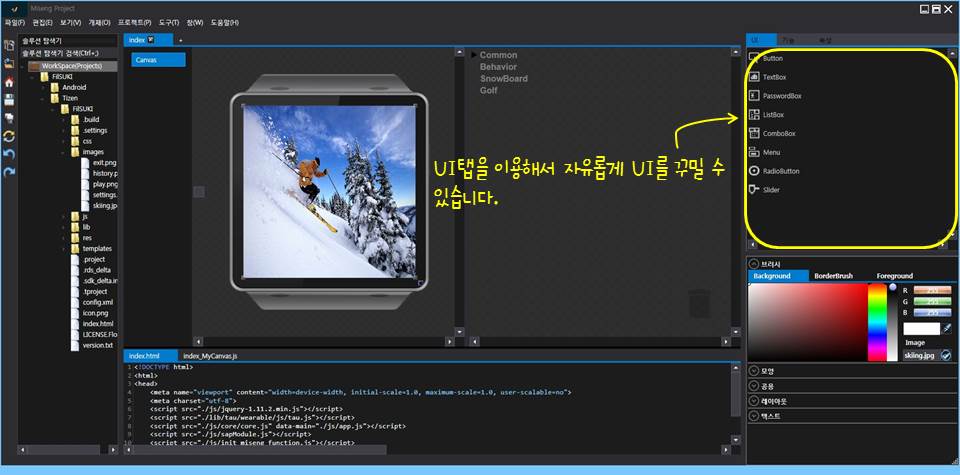 Miseng Project
파일(F) 편집(E) 보기(V) 개체(O) 프로젝트(P) 도구(T) 창(W) 도움말(H)
솔루션 탐색기
솔루션 탐색기 검색(Ctrl+;)
WorkSpace(Projects)
FilSUKI
Android
Tizen
FilSUKI
.build
.settings
css
images
exit.png
history.p
play.png
settings.
skiing.jp
js
lib
res
templates
.project
.rds_delta
.sdk_delta.in
.tproject
config.xml
icon.png
index.html
LICENSE.Flo
version.txt
index
Canvas
Common
Behavior
SnowBoard
Golf
UI탭을 이용해서 자유롭게 UI를 꾸밀 수
있습니다.
UI 기능 속성
Button
TextBox
PasswordBox
ListBox
ComboBox
Menu
RadioButton
Slider
브러시
Background BorderBrush Foreground
R 255
G 255
B 255
Image
skiing.jpg
모양
공용
레이아웃
텍스트
index.html index_MyCanvas.js
1 <!DOCTYPE html>
2 <html>
3 <head>
4 <meta name="viewport" content="width=device-width, initial-scale=1.0, maximum-scale=1.0, user-scalable=no">
5 <meta charset="utf-8">
6 <script src="./js/jquery-1.11.2.min.js"></script>
7 <script src="./lib/tau/wearable/js/tau.js"></script>
8 <script src="./js/core/core.js" data-main="./js/app.js"></script>
9 <script src="./js/sapModule.js"></script>
10 <script src="./js/init_miseng_function.js"></script>